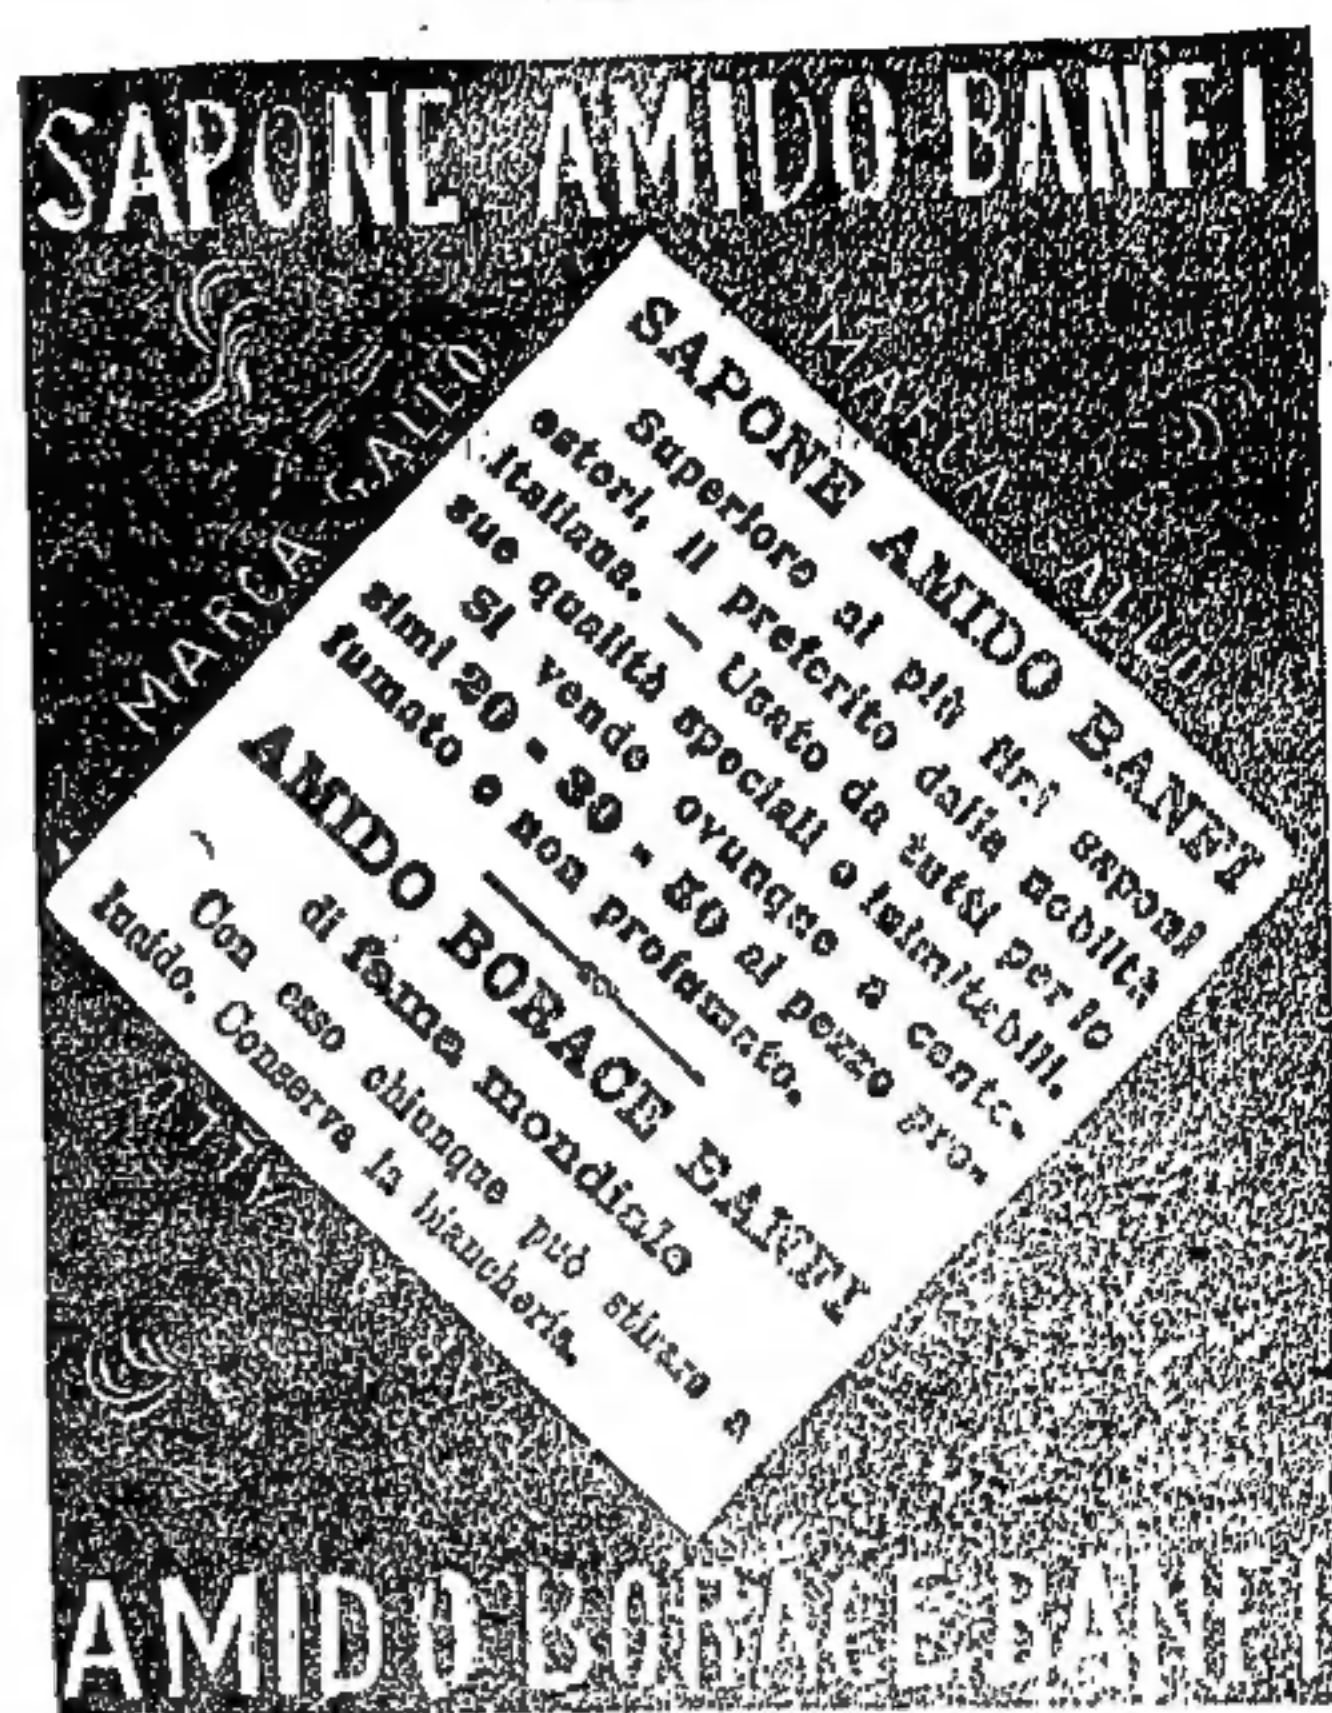 SAPONE AMIDO BANFI
MARCA GALLO
MARCA GALLO
SAPONE AMIDO BANFI
Superiore ai più fini saponi
esteri, il preferito dalla nobiltà
italiana. — Usato da tutti per le
sue qualità speciali e inimitabili.
Si vende ovunque a cente-
simi 20 - 30 - 50 al pezzo pro-
fumato e non profumato.
AMIDO BORACE BANFI
di fama mondiale
Con esso chiunque può stirare a
lucido. Conserva la biancheria.
AMIDO BORACE BANFI